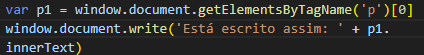 var p1 = window.document.getElementsByTagName('p')[0]
window.document.write('Está escrito assim: ' + p1.
innerText)